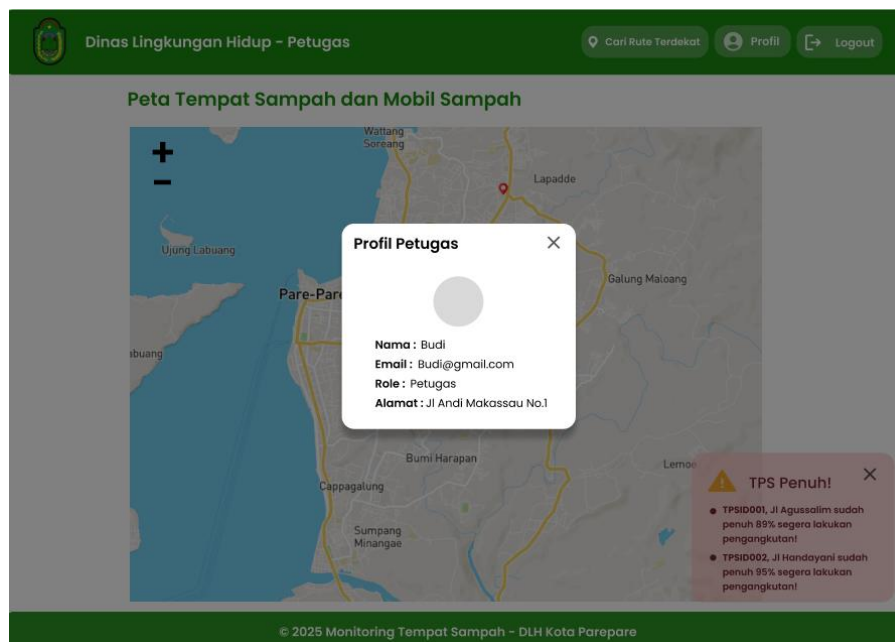 Dinas Lingkungan Hidup - Petugas
Cari Rute Terdekat
Profil
Logout
Peta Tempat Sampah dan Mobil Sampah
Wattang
Soreang
Lapadde
Ujung Labuang
Galung Maloang
Pare-Pare
abuang
Profil Petugas
Nama : Budi
Email : Budi@gmail.com
Role : Petugas
Alamat : Jl Andi Makassau No.1
Bumi Harapan
Lemoe
Cappagalung
Sumpang
Minangae
TPS Penuh!
TPSID001, Jl Agussalim sudah
penuh 89% segera lakukan
pengangkutan!
TPSID002, Jl Handayani sudah
penuh 95% segera lakukan
pengangkutan!
© 2025 Monitoring Tempat Sampah - DLH Kota Parepare